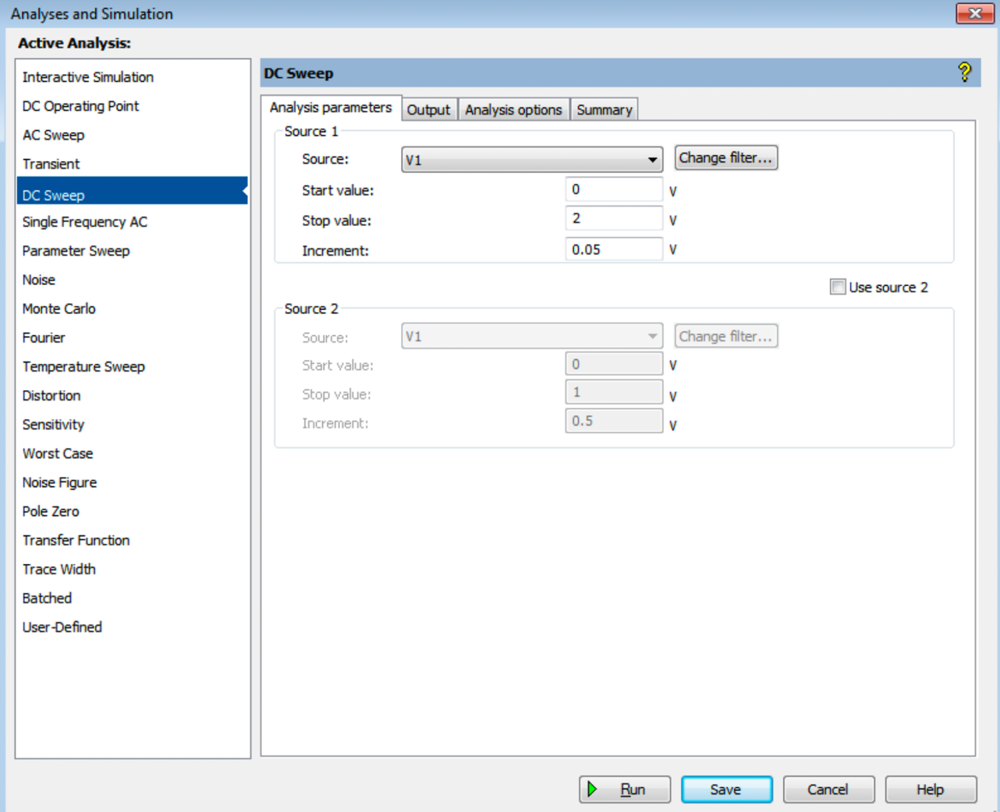 Analyses and Simulation
Active Analysis:
Interactive Simulation
DC Operating Point
AC Sweep
Transient
DC Sweep
Single Frequency AC
Parameter Sweep
Noise
Monte Carlo
Fourier
Temperature Sweep
Distortion
Sensitivity
Worst Case
Noise Figure
Pole Zero
Transfer Function
Trace Width
Batched
User-Defined
DC Sweep
Analysis parameters Output Analysis options Summary
Source 1
Source: V1 Change filter...
Start value: 0 V
Stop value: 2 V
Increment: 0.05 V
Use source 2
Source 2
Source: V1 Change filter...
Start value: 0 V
Stop value: 1 V
Increment: 0.5 V
Run Save Cancel Help